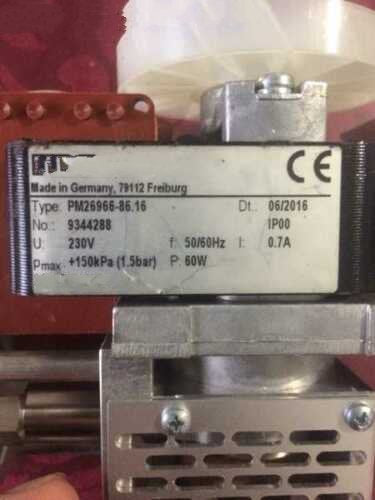 CE
Made in Germany, 79112 Freiburg
Type: PM26966-86.16 Dt.: 06/2016
No.: 9344288 IP00
U: 230V f: 50/60Hz I: 0.7A
Pmax. +150kPa (1.5bar) P: 60W